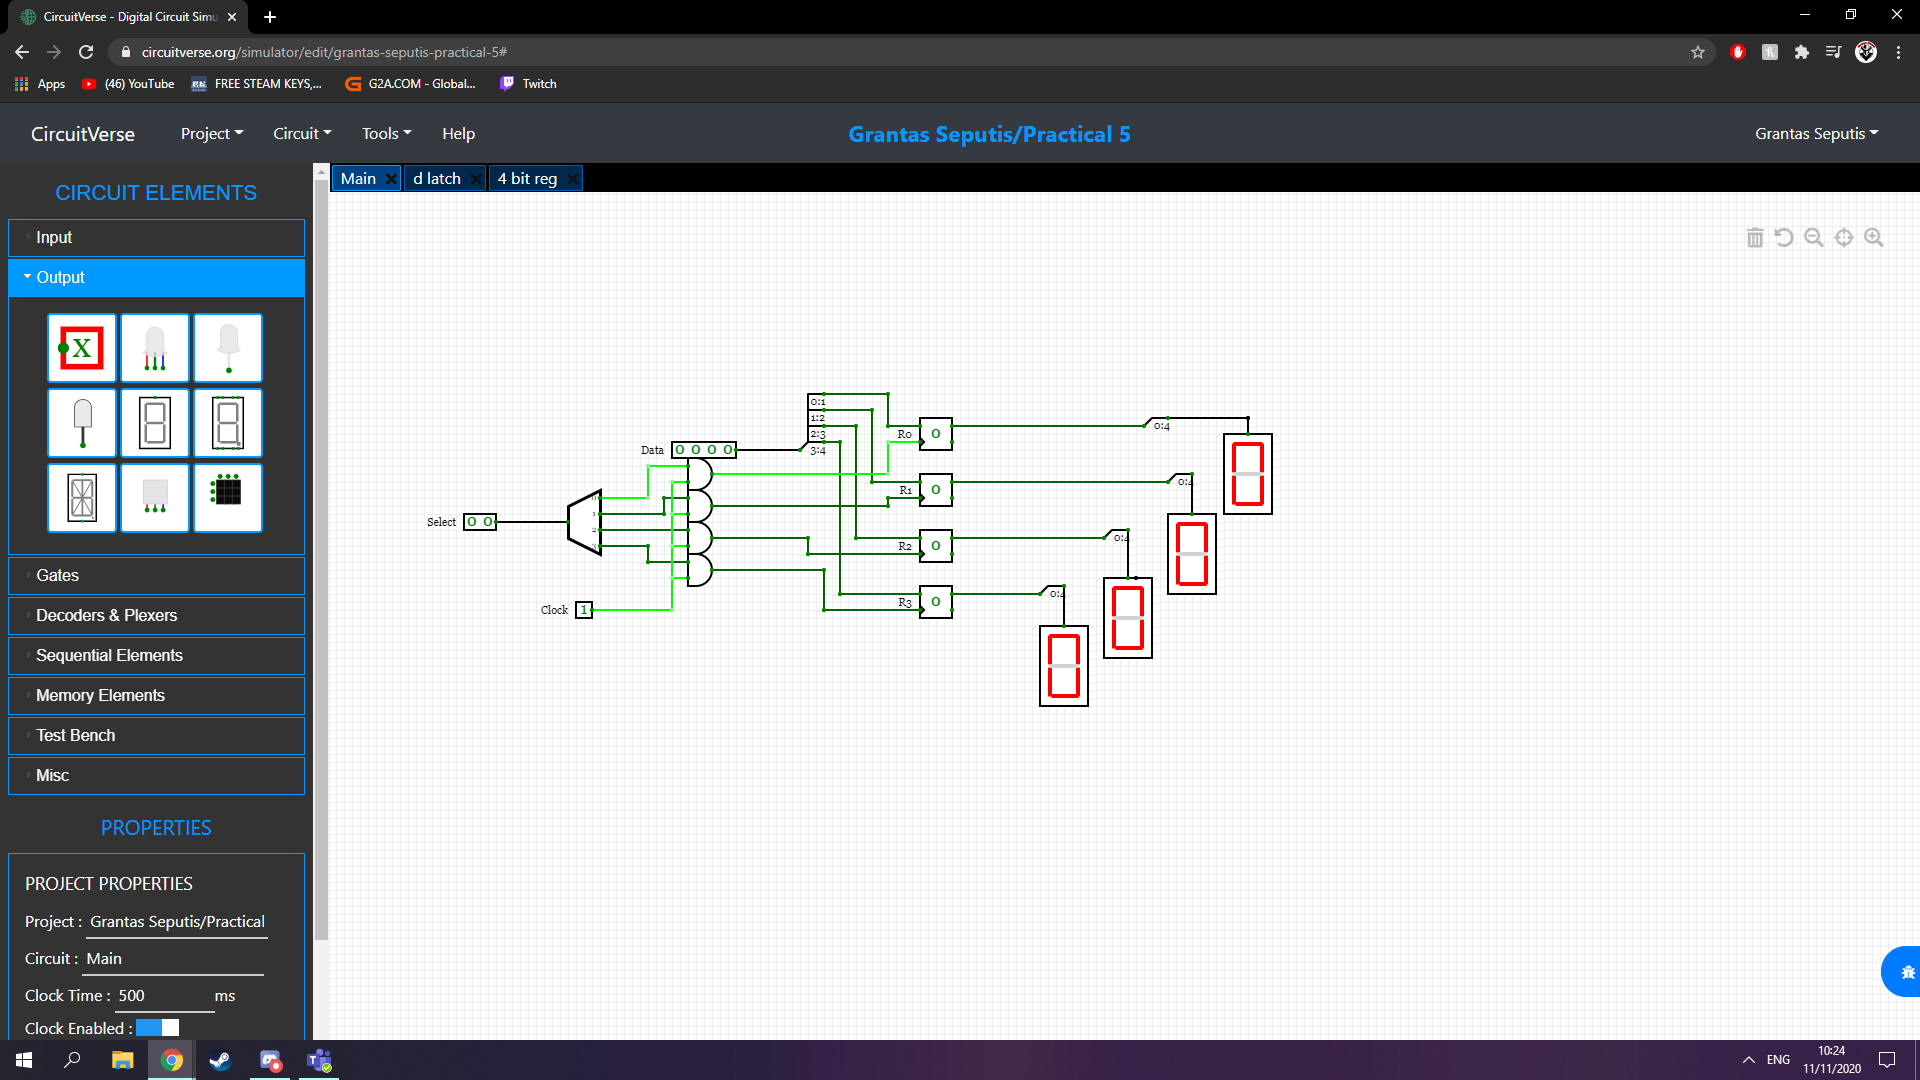 CircuitVerse - Digital Circuit Simu
circuitverse.org/simulator/edit/grantas-seputis-practical-5#
Apps
(46) YouTube
FREE STEAM KEYS,...
G2A.COM - Global...
Twitch
CircuitVerse
Project
Circuit
Tools
Help
Grantas Seputis/Practical 5
Grantas Seputis
CIRCUIT ELEMENTS
Main
d latch
4 bit reg
Input
Output
X
Gates
Decoders & Plexers
Sequential Elements
Memory Elements
Test Bench
Misc
PROPERTIES
PROJECT PROPERTIES
Project : Grantas Seputis/Practical
Circuit : Main
Clock Time : 500 ms
Clock Enabled :
0:1
1:2
2:3
3:4
Data 0 0 0 0
Select 0 0
0
1
2
3
Clock 1
R0 0
R1 0
R2 0
R3 0
0:4
0:4
0:4
0:4
ENG
10:24
11/11/2020